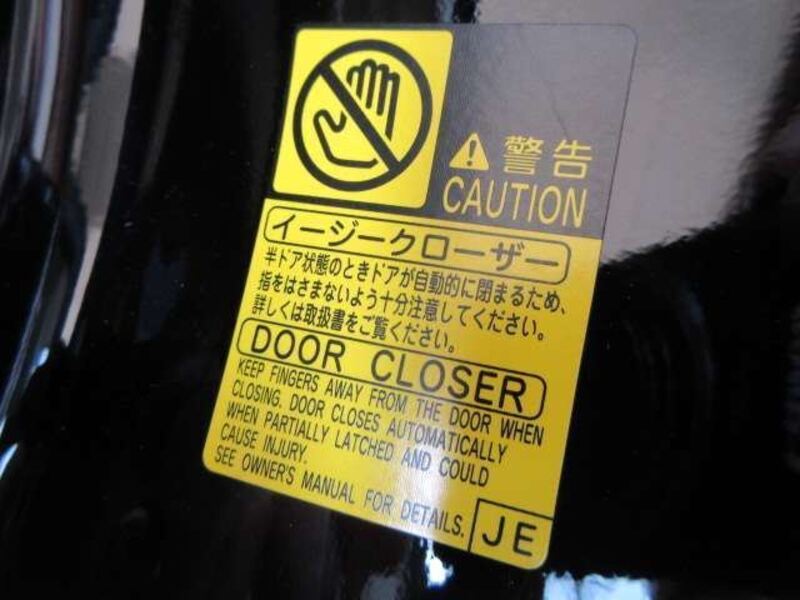 警告
CAUTION
イージークローザー
半ドア状態のときドアが自動的に閉まるため、
指をはさまないよう十分注意してください。
詳しくは取扱書をご覧ください。
DOOR CLOSER
KEEP FINGERS AWAY FROM THE DOOR WHEN
CLOSING. DOOR CLOSES AUTOMATICALLY
WHEN PARTIALLY LATCHED AND COULD
CAUSE INJURY.
SEE OWNER'S MANUAL FOR DETAILS.
JE